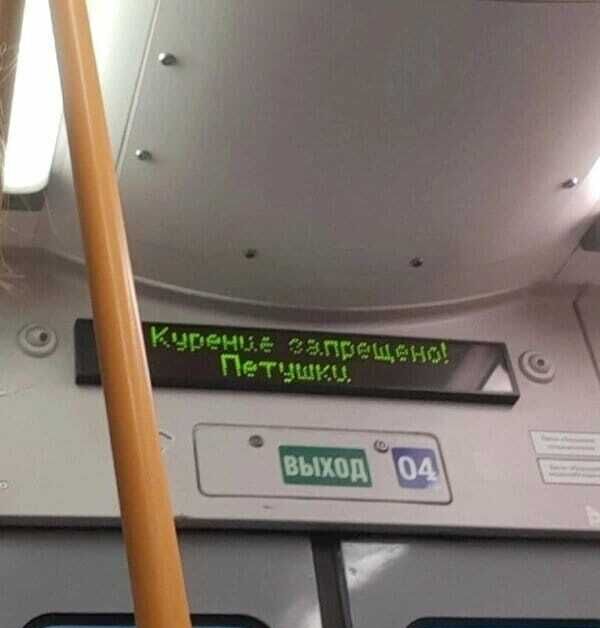 Курение запрещено!
Петушки.
ВЫХОД
04